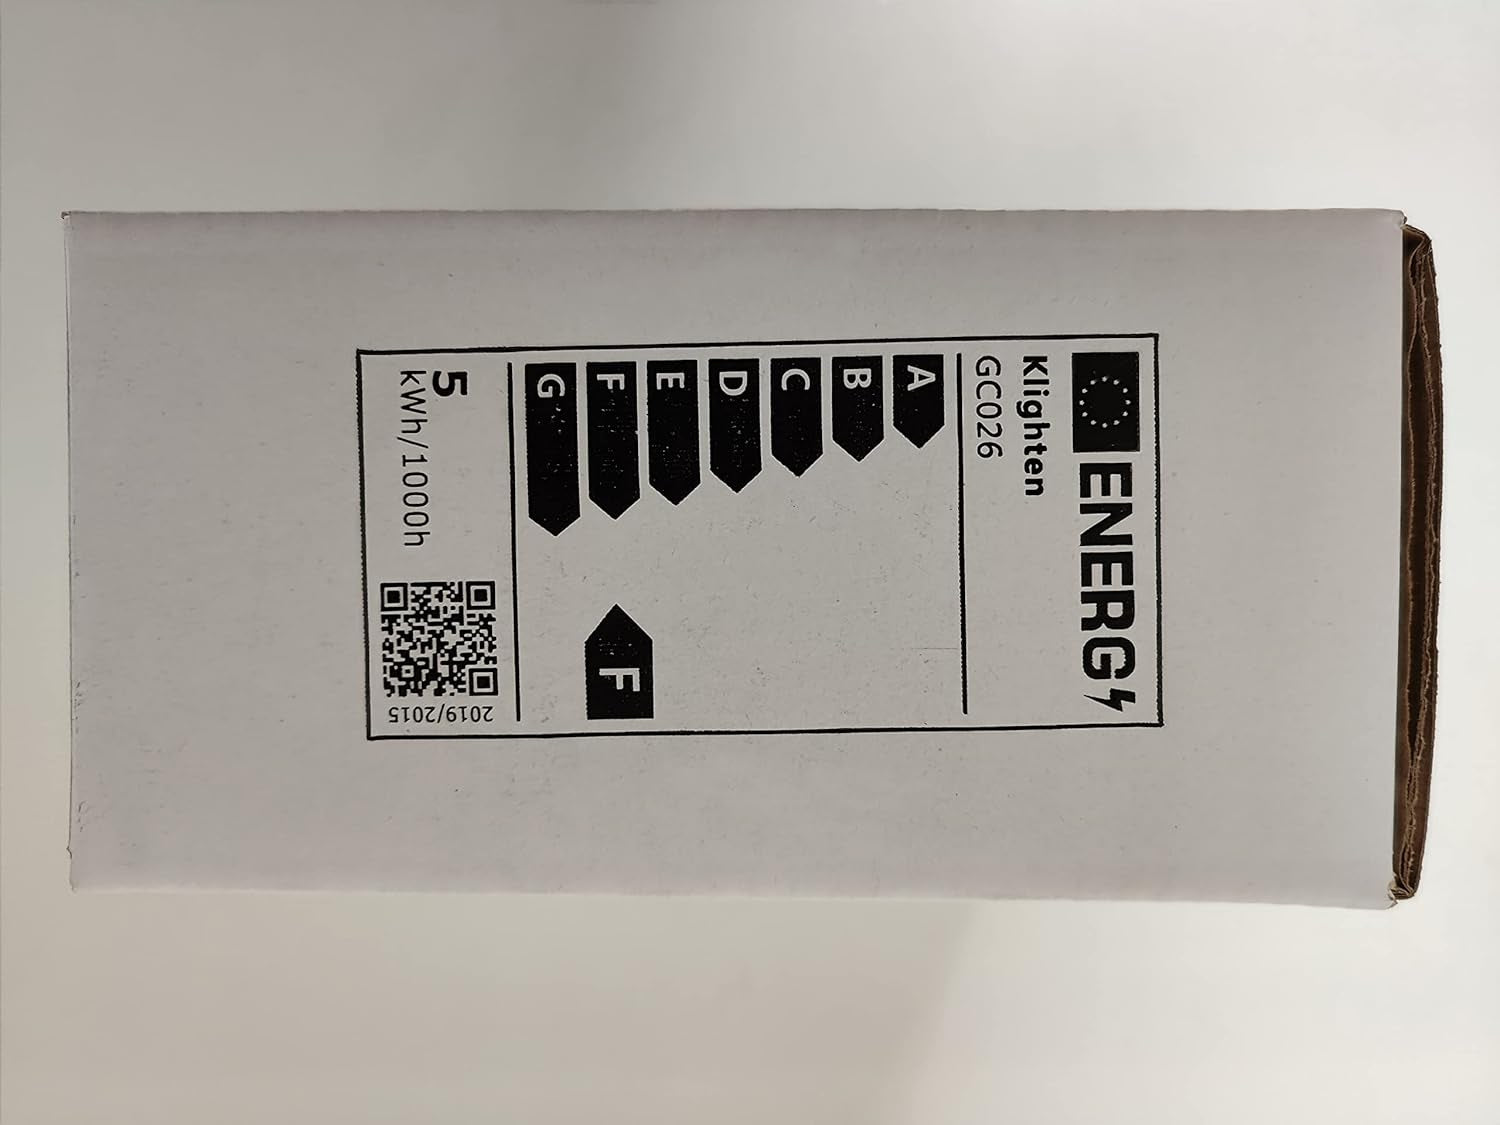 ENERG
Klighten
GC026
A
B
C
D
E
F
G
F
5
kWh/1000h
2019/2015